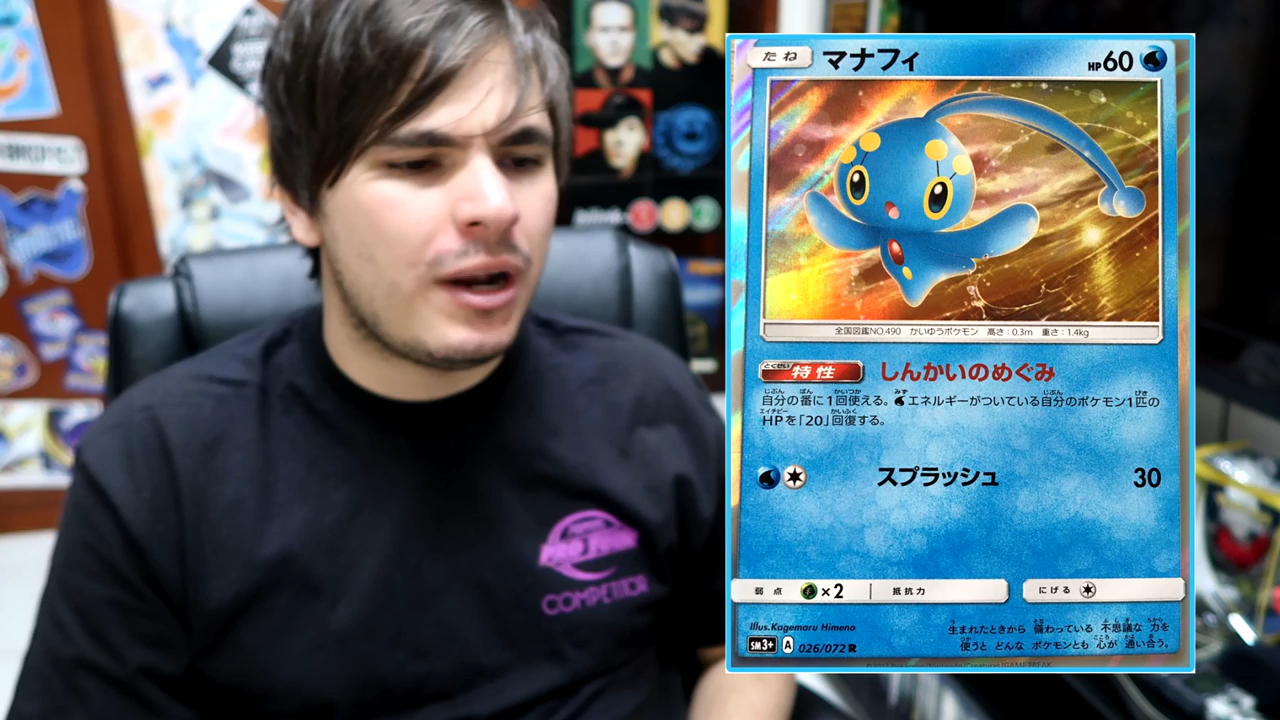 たね マナフィ HP60
全国図鑑NO.490 かいゆうポケモン 高さ:0.3m 重さ:1.4kg
とくせい
特性 しんかいのめぐみ
自分の番に1回使える。エネルギーがついている自分のポケモン1匹の
HPを「20」回復する。
スプラッシュ 30
弱点 ×2 抵抗力 にげる
Illus.Kagemaru Himeno
SM3+ A 026/072 R
生まれたときから 備わっている 不思議な 力を
使うと どんな ポケモンとも 心が 通い合う。
COMPETITOR